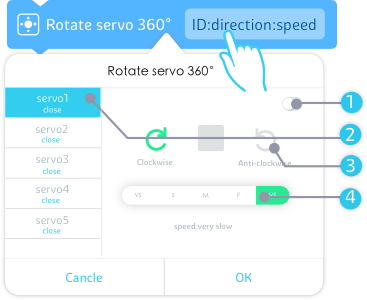 Rotate servo 360° ID:direction:speed
Rotate servo 360°
servo1
close
servo2
close
servo3
close
servo4
close
servo5
close
Clockwise
Anti-clockwise
VS S M F
speed:very slow
Cancle OK
1
2
3
4